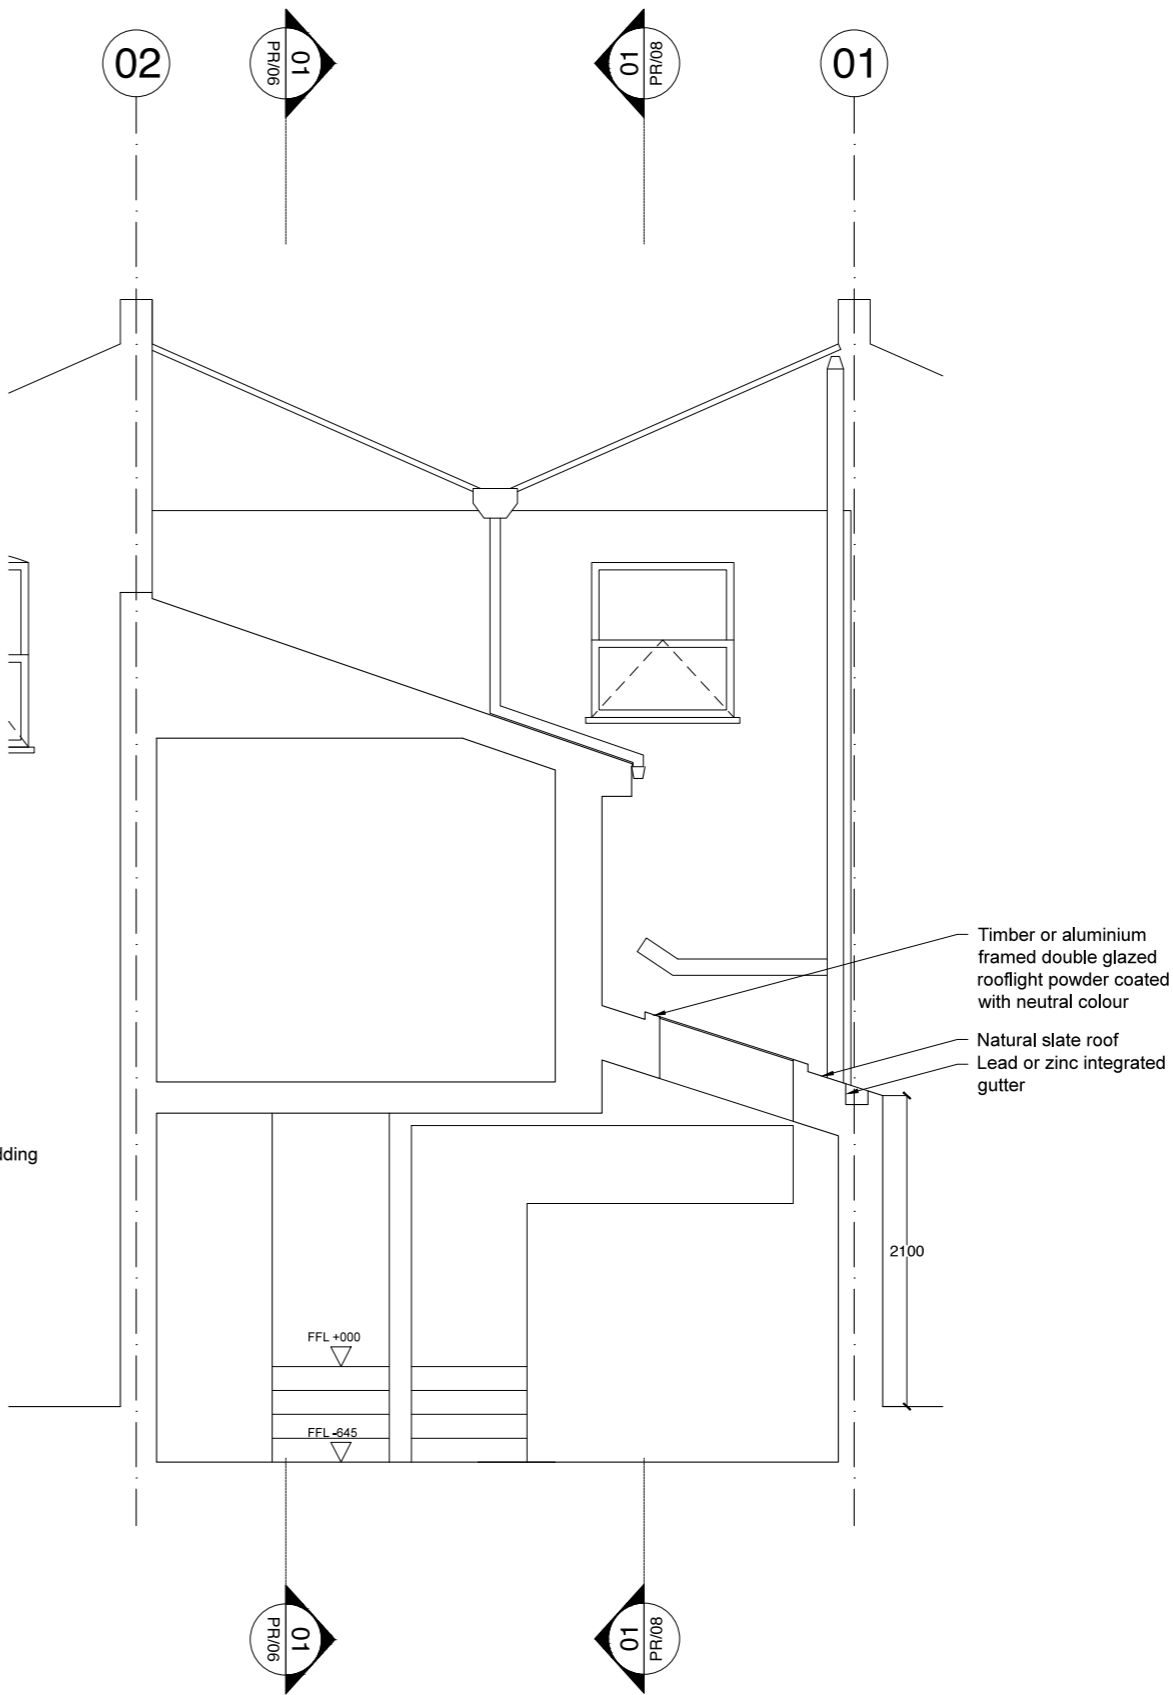 02
01
PR/06
01
PR/08
01
Timber or aluminium
framed double glazed
rooflight powder coated
with neutral colour
Natural slate roof
Lead or zinc integrated
gutter
dding
2100
FFL +000
FFL -645
01
PR/06
01
PR/08